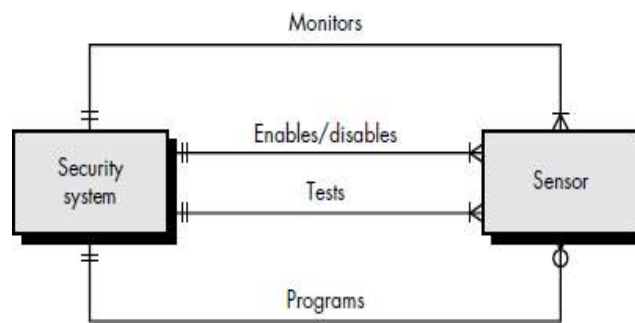 Monitors
Enables/disables
Security
system
Sensor
Tests
Programs